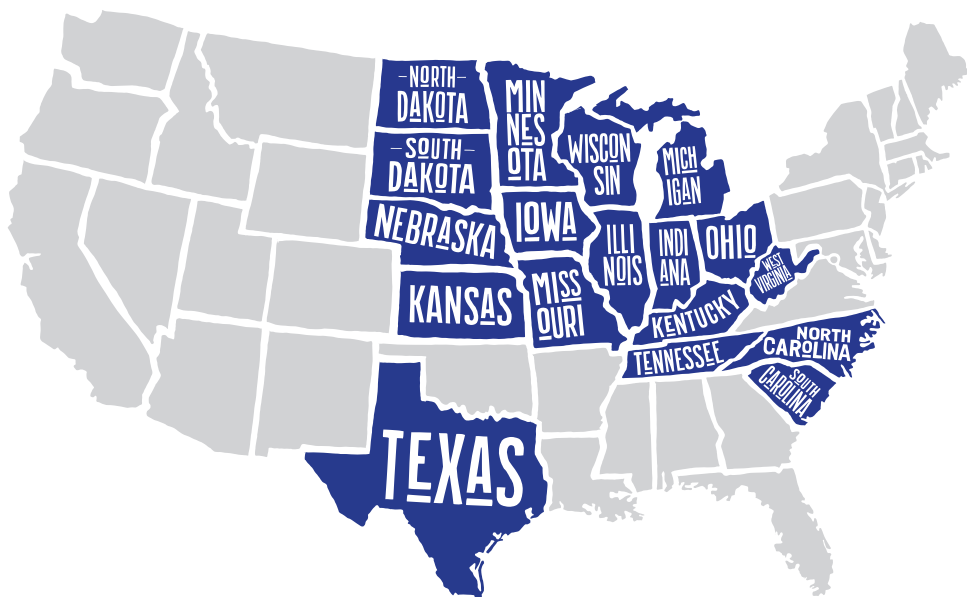 NORTH
DAKOTA
MIN
NES
OTA
SOUTH
DAKOTA
WISCON
SIN
MICH
IGAN
NEBRASKA
IOWA
ILLI
NOIS
INDI
ANA
OHIO
WEST
VIRGINIA
KANSAS
MISS
OURI
KENTUCKY
TENNESSEE
NORTH
CAROLINA
SOUTH
CAROLINA
TEXAS